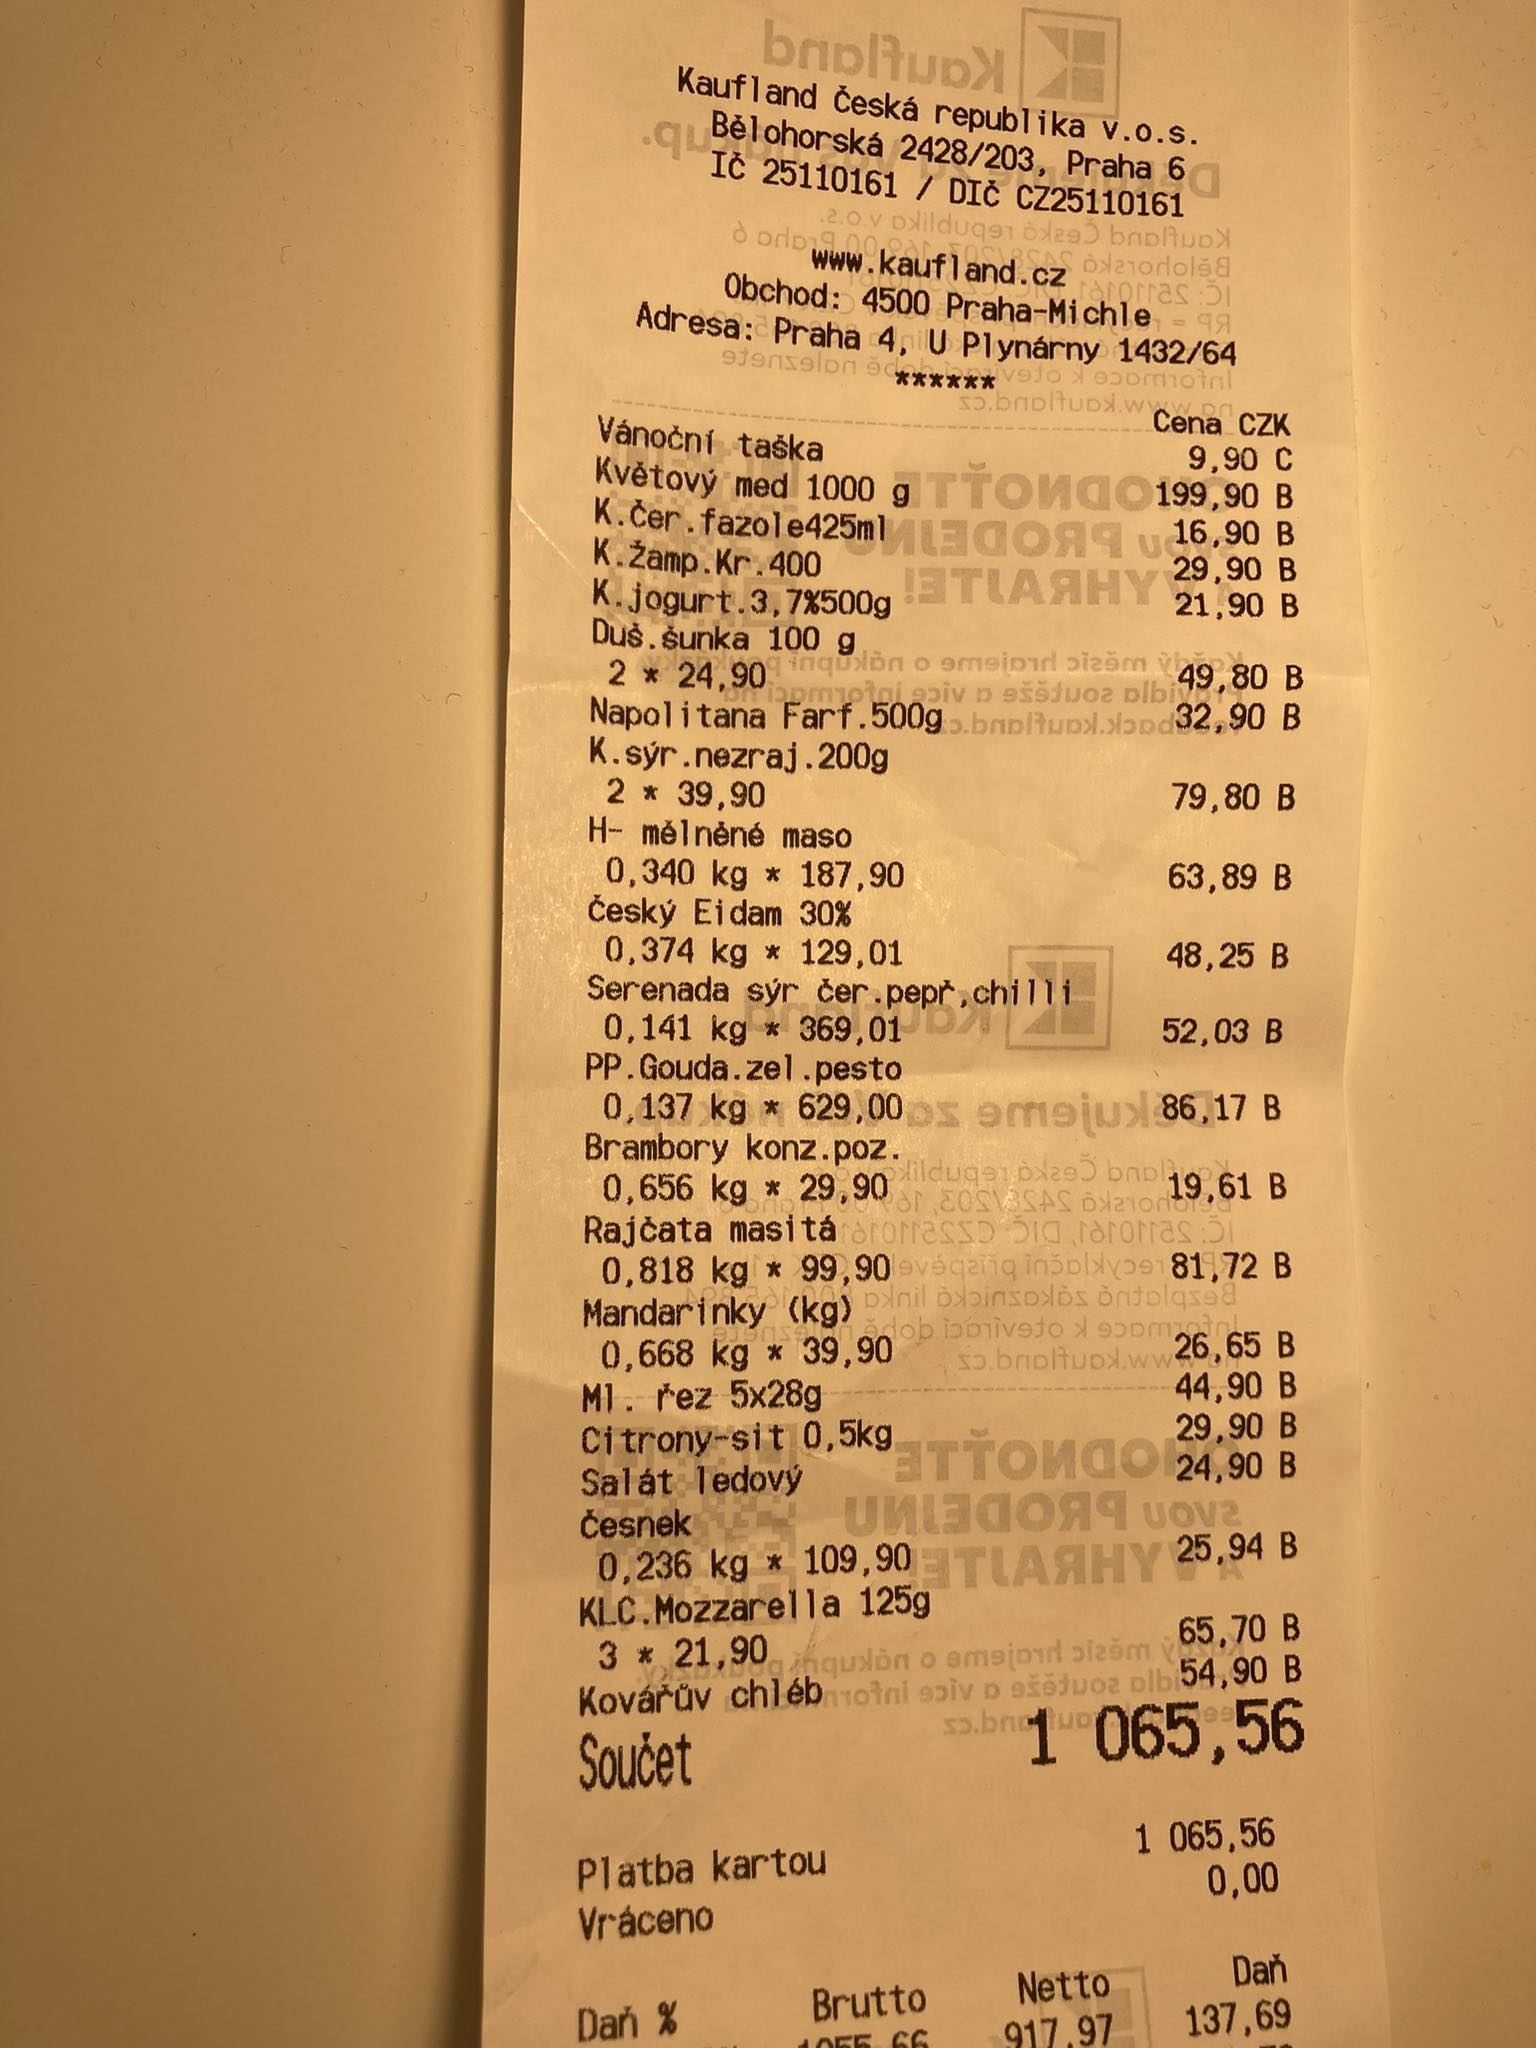 Kaufland Česká republika v.o.s.
Bělohorská 2428/203, Praha 6
IČ 25110161 / DIČ CZ25110161
www.kaufland.cz
Obchod: 4500 Praha-Michle
Adresa: Praha 4, U Plynárny 1432/64
******
Cena CZK
Vánoční taška 9,90 C
Květový med 1000 g 199,90 B
K.čer.fazole425ml 16,90 B
K.žamp.Kr.400 29,90 B
K.jogurt.3,7%500g 21,90 B
Duš.šunka 100 g
2 * 24,90 49,80 B
Napolitana Farf.500g 32,90 B
K.sýr.nezraj.200g
2 * 39,90 79,80 B
H- mělněné maso
0,340 kg * 187,90 63,89 B
Český Eidam 30%
0,374 kg * 129,01 48,25 B
Serenada sýr čer.pepř,chilli
0,141 kg * 369,01 52,03 B
PP.Gouda.zel.pesto
0,137 kg * 629,00 86,17 B
Brambory konz.poz.
0,656 kg * 29,90 19,61 B
Rajčata masitá
0,818 kg * 99,90 81,72 B
Mandarinky (kg)
0,668 kg * 39,90 26,65 B
Ml. řez 5x28g 44,90 B
Citrony-sit 0,5kg 29,90 B
Salát ledový 24,90 B
Česnek
0,236 kg * 109,90 25,94 B
KLC.Mozzarella 125g
3 * 21,90 65,70 B
Kovářův chléb 54,90 B
Součet 1 065,56
Platba kartou 1 065,56
Vráceno 0,00
Daň % Brutto Netto Daň
917,97 137,69